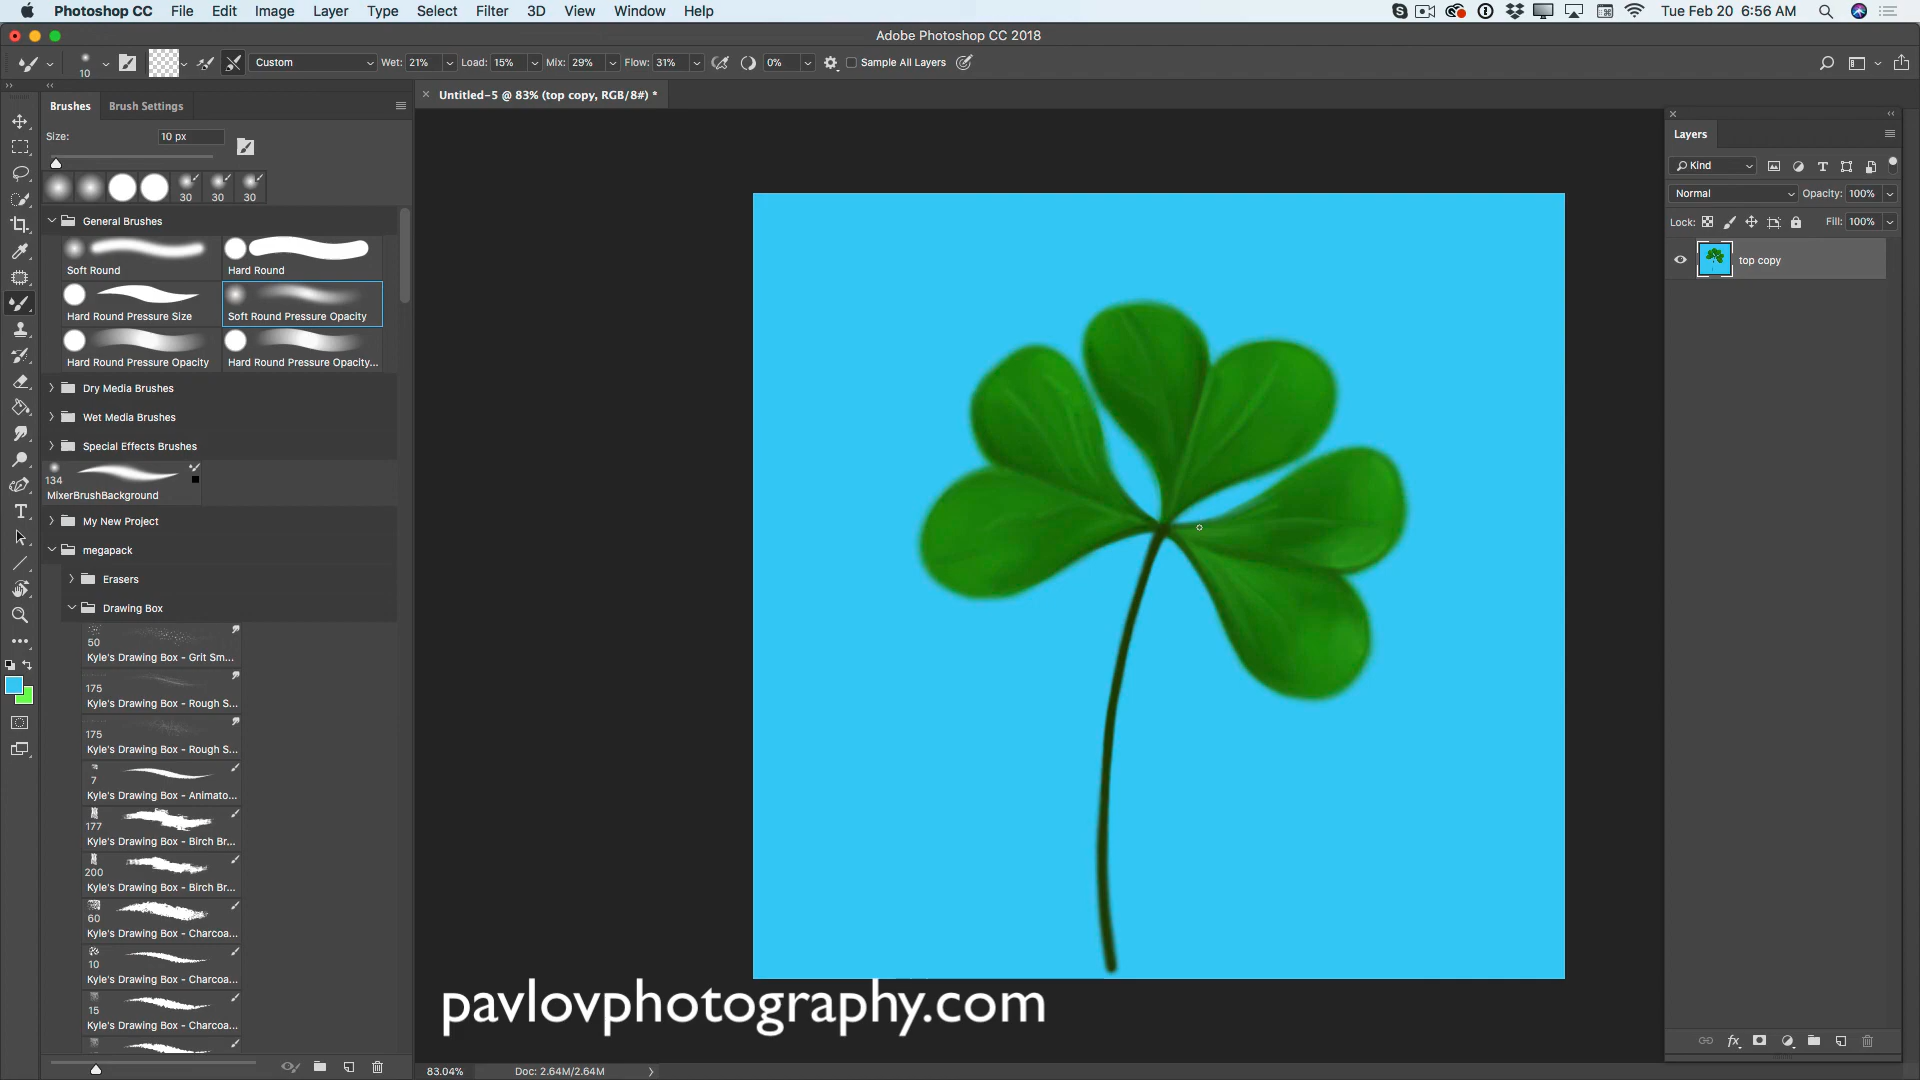 Photoshop CC File Edit Image Layer Type Select Filter 3D View Window Help
Tue Feb 20 6:56 AM
Adobe Photoshop CC 2018
10
Custom Wet: 21% Load: 15% Mix: 29% Flow: 31% 0% Sample All Layers
Untitled-5 @ 83% (top copy, RGB/8#) *
Brushes Brush Settings
Size: 10 px
30 30 30
General Brushes
Soft Round Hard Round
Hard Round Pressure Size Soft Round Pressure Opacity
Hard Round Pressure Opacity Hard Round Pressure Opacity...
Dry Media Brushes
Wet Media Brushes
Special Effects Brushes
134
MixerBrushBackground
My New Project
megapack
Erasers
Drawing Box
50
Kyle's Drawing Box - Grit Sm...
175
Kyle's Drawing Box - Rough S...
175
Kyle's Drawing Box - Rough S...
7
Kyle's Drawing Box - Animato...
177
Kyle's Drawing Box - Birch Br...
200
Kyle's Drawing Box - Birch Br...
60
Kyle's Drawing Box - Charcoa...
10
Kyle's Drawing Box - Charcoa...
15
Kyle's Drawing Box - Charcoa...
Layers
Kind
Normal Opacity: 100%
Lock: Fill: 100%
top copy
pavlovphotography.com
83.04% Doc: 2.64M/2.64M